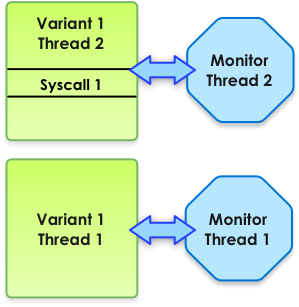 Variant 1
Thread 2
Syscall 1
Monitor
Thread 2
Variant 1
Thread 1
Monitor
Thread 1